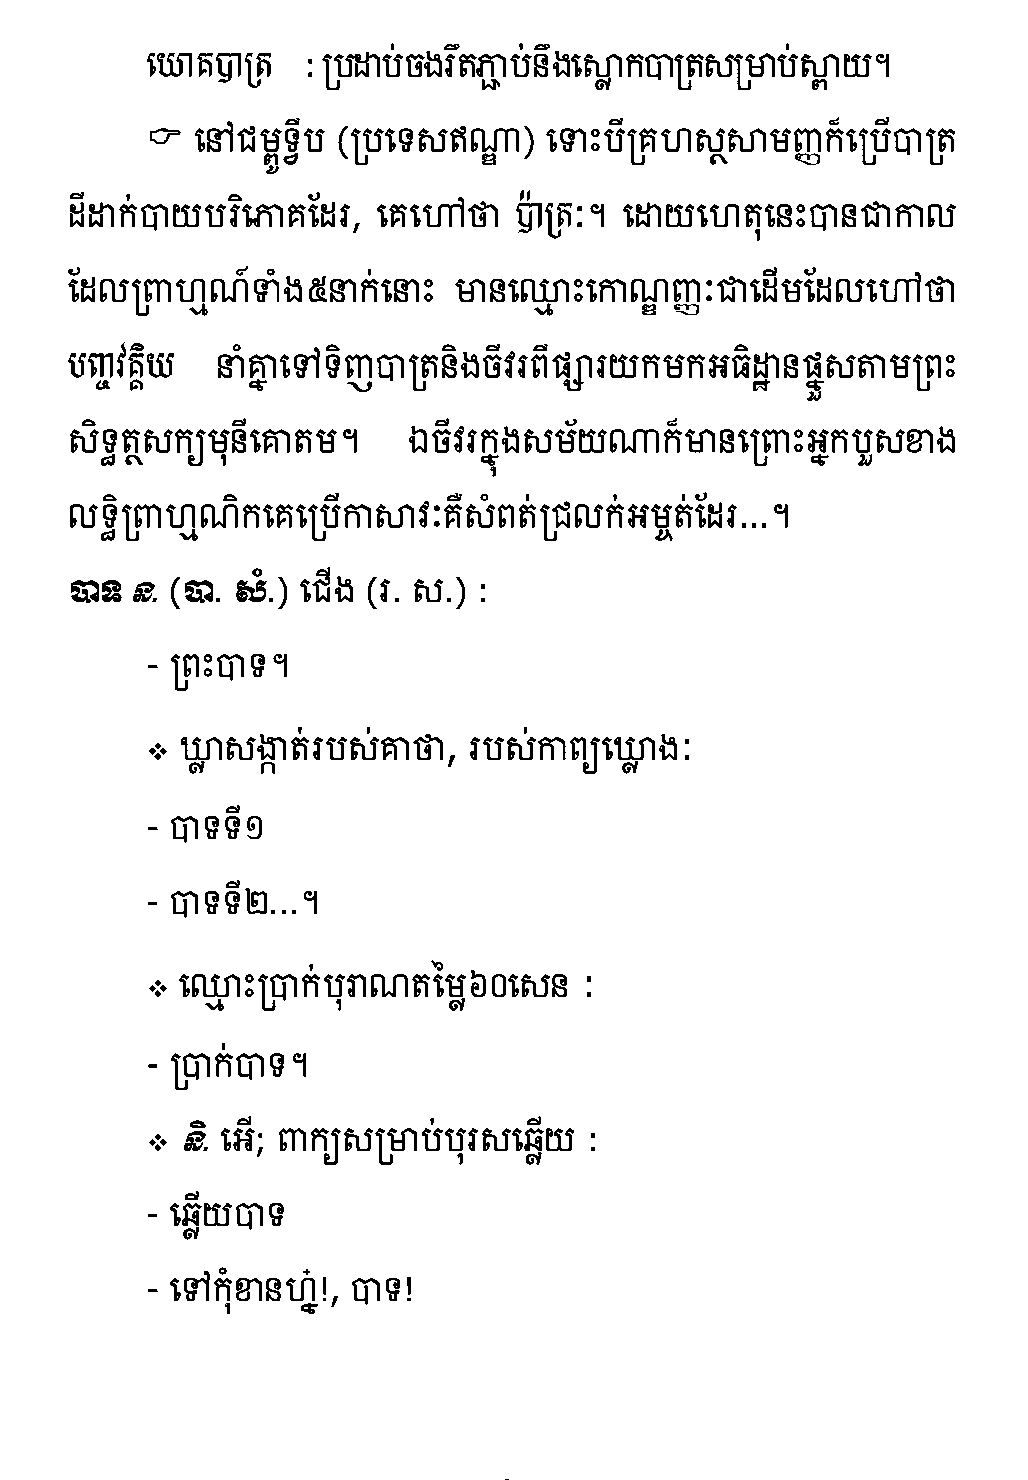 យោគបាត្រ : ប្រដាប់ចងរឹតភ្ជាប់នឹងស្លោកបាត្រសម្រាប់ស្ពាយ។
☞ នៅជម្ពូទ្វីប (ប្រទេសឥណ្ឌា) ទោះបីគ្រហស្ថសាមញ្ញក៏ប្រើបាត្រ
ដីដាក់បាយបរិភោគដែរ, គេហៅថា ប៉ាត្រៈ។ ដោយហេតុនេះបានជាកាល
ដែលព្រាហ្មណ៍ទាំង៥នាក់នោះ មានឈ្មោះកោណ្ឌញ្ញៈជាដើមដែលហៅថា
បញ្ចវគ្គិយ នាំគ្នាទៅទិញបាត្រនិងចីវរពីផ្សារយកមកអធិដ្ឋានផ្នួសតាមព្រះ
សិទ្ធត្ថសក្យមុនីគោតម។ ឯចីវរក្នុងសម័យណាក៏មានព្រោះអ្នកបួសខាង
លទ្ធិព្រាហ្មណិកគេប្រើកាសាវៈគឺសំពត់ជ្រលក់អម្ចត់ដែរ...។
បាទ ន. (បា. សំ.) ជើង (រ. ស.) :
- ព្រះបាទ។
❖ ឃ្លាសង្កាត់របស់គាថា, របស់កាព្យឃ្លោងៈ
- បាទទី១
- បាទទី២...។
❖ ឈ្មោះប្រាក់បុរាណតម្លៃ៦០សេន :
- ប្រាក់បាទ។
❖ និ. អើ; ពាក្យសម្រាប់បុរសឆ្លើយ :
- ឆ្លើយបាទ
- ទៅកុំខានហ្ន៎!, បាទ!